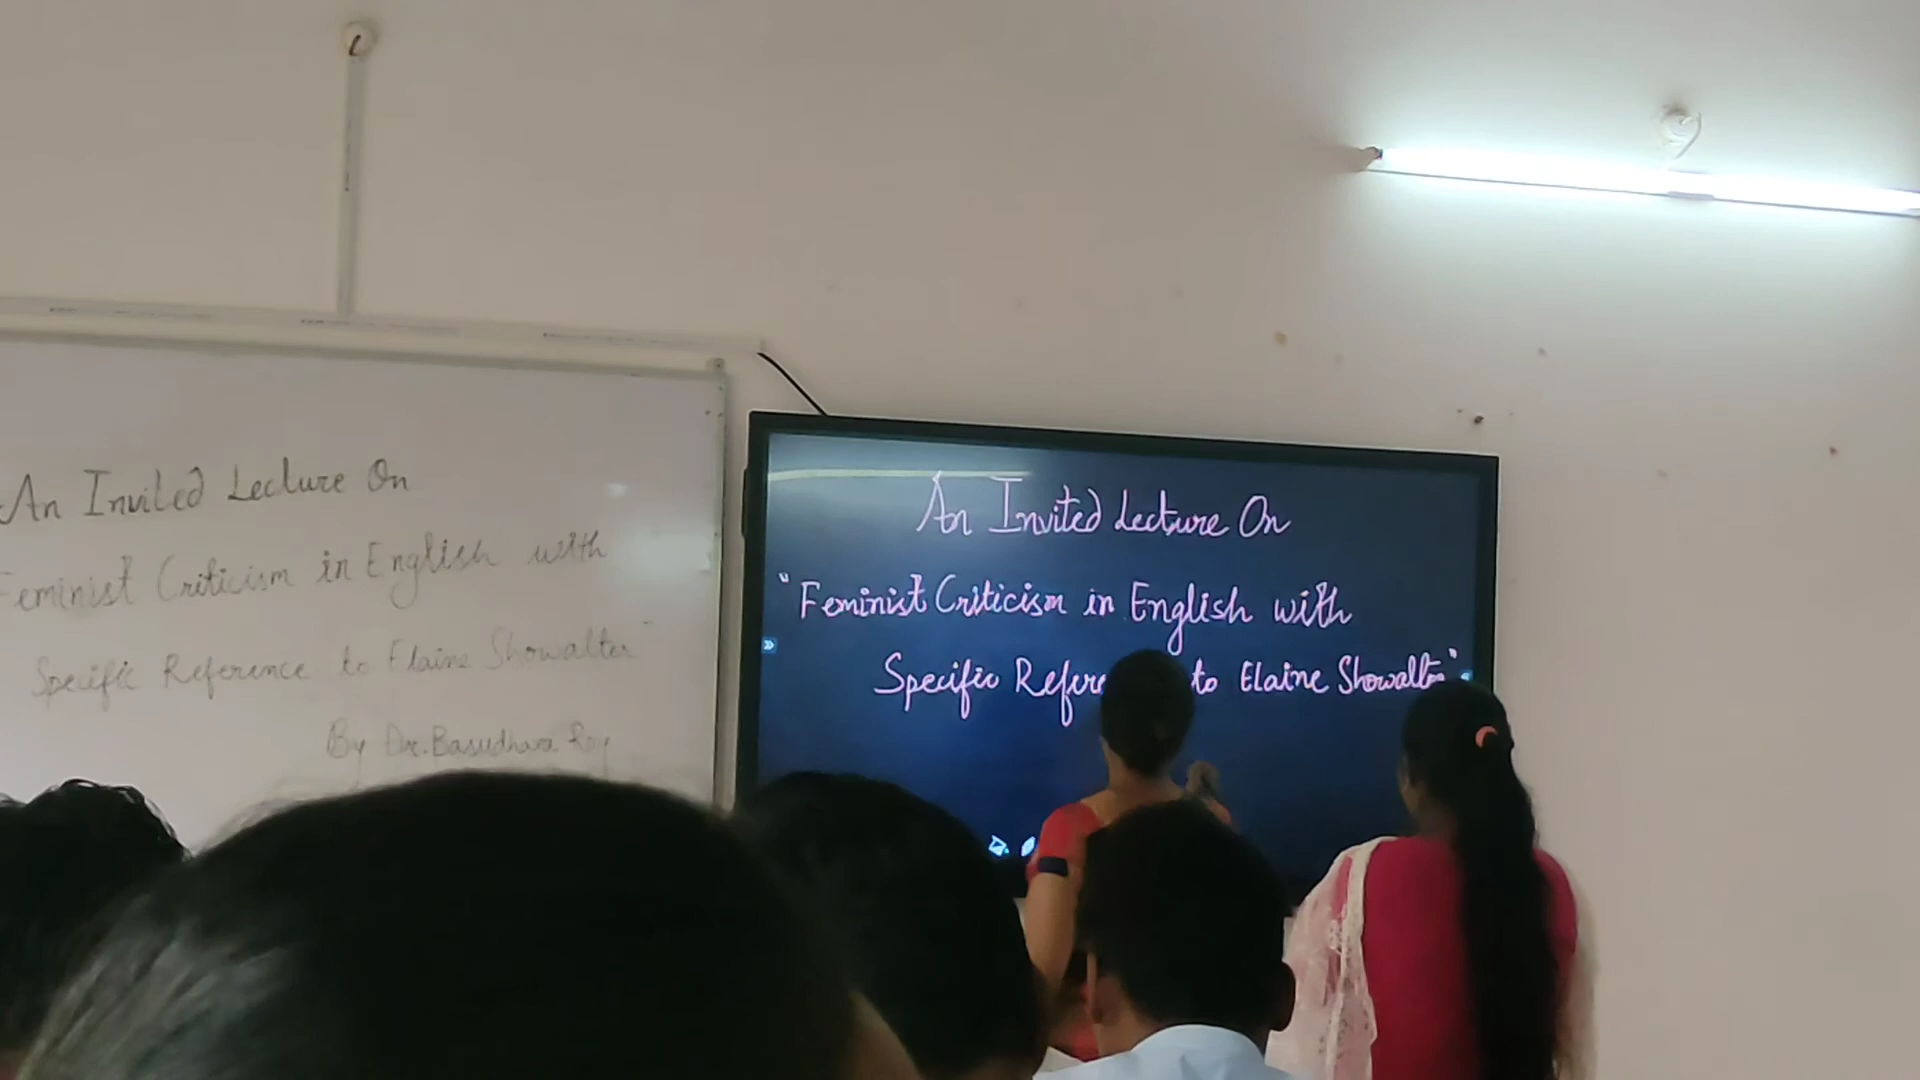 An Invited Lecture On
Feminist Criticism in English with
Specific Reference to Elaine Showalter"
By Dr. Basudhara Roy
An Invited Lecture On
"Feminist Criticism in English with
Specific to Elaine Showalter"